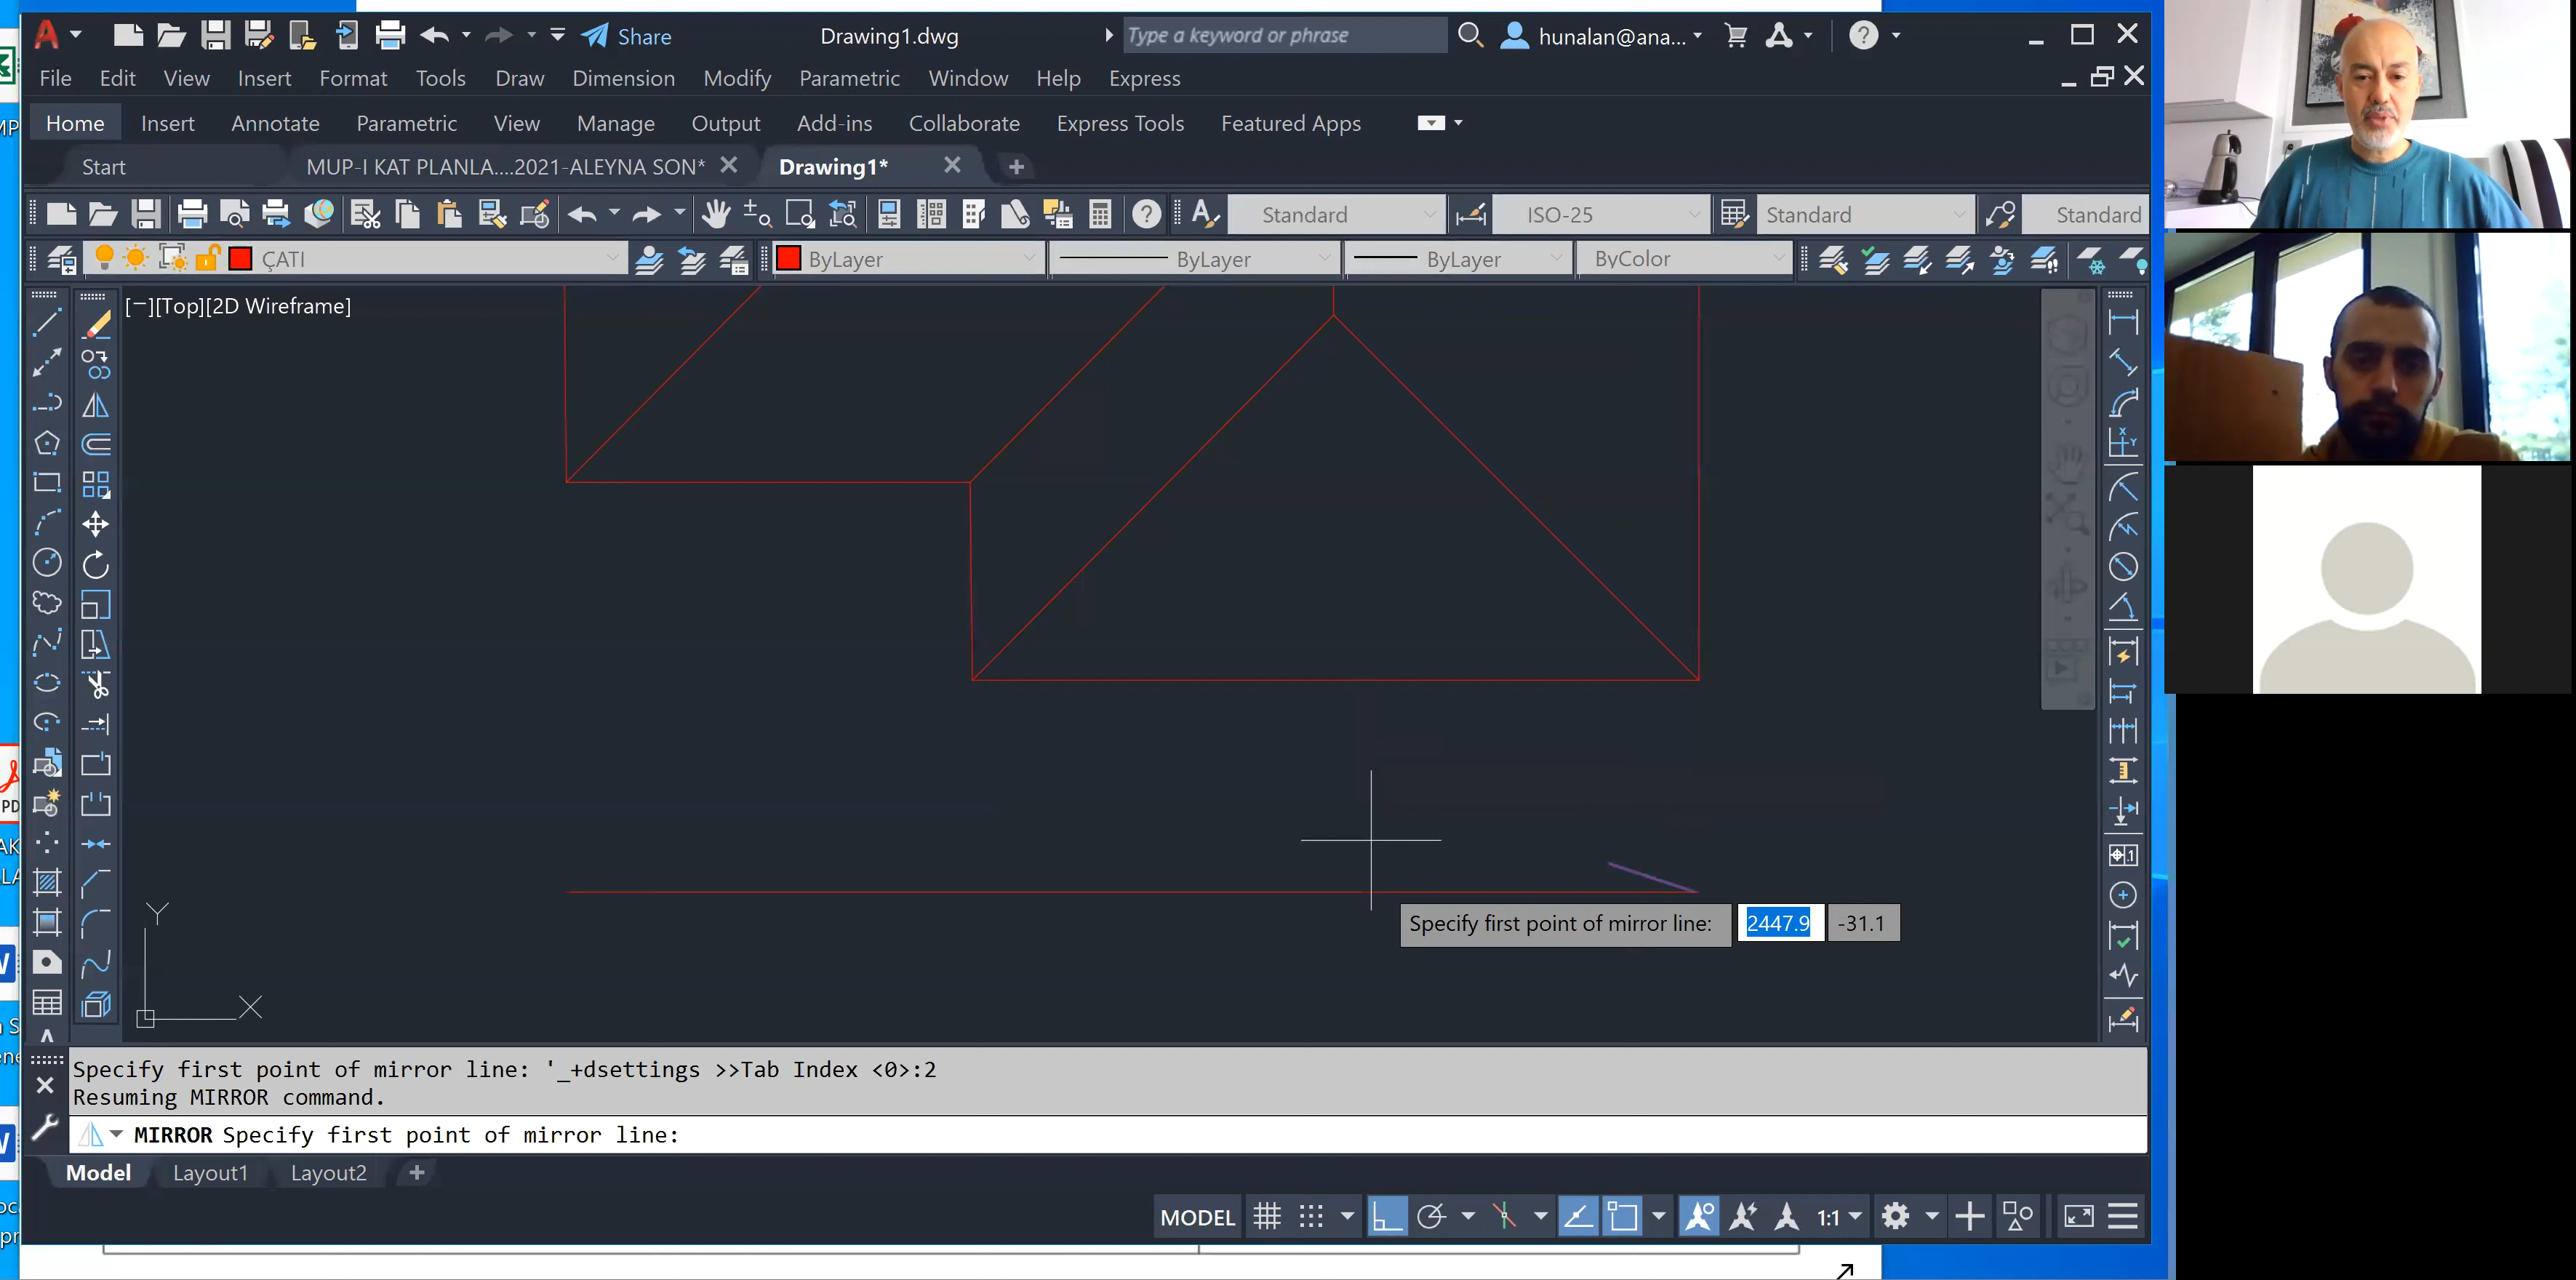 Share
Drawing1.dwg
Type a keyword or phrase
hunalan@ana...
File Edit View Insert Format Tools Draw Dimension Modify Parametric Window Help Express
Home Insert Annotate Parametric View Manage Output Add-ins Collaborate Express Tools Featured Apps
Start MUP-I KAT PLANLA....2021-ALEYNA SON* Drawing1*
Standard ISO-25 Standard Standard
ÇATI ByLayer ByLayer ByLayer ByColor
[−][Top][2D Wireframe]
Specify first point of mirror line: 2447.9 -31.1
Y
X
Specify first point of mirror line: '_+dsettings >>Tab Index <0>:2
Resuming MIRROR command.
MIRROR Specify first point of mirror line:
Model Layout1 Layout2
MODEL 1:1